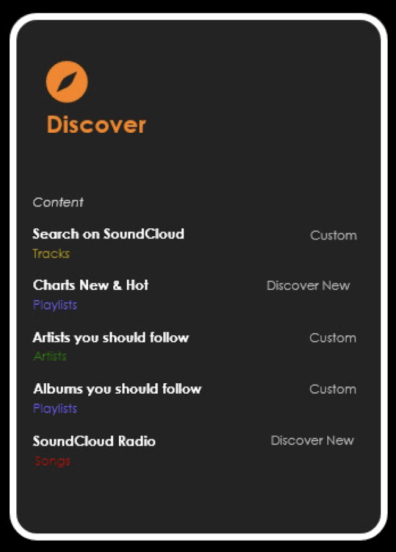 Discover
Content
Search on SoundCloud Custom
Tracks
Charts New & Hot Discover New
Playlists
Artists you should follow Custom
Artists
Albums you should follow Custom
Playlists
SoundCloud Radio Discover New
Songs